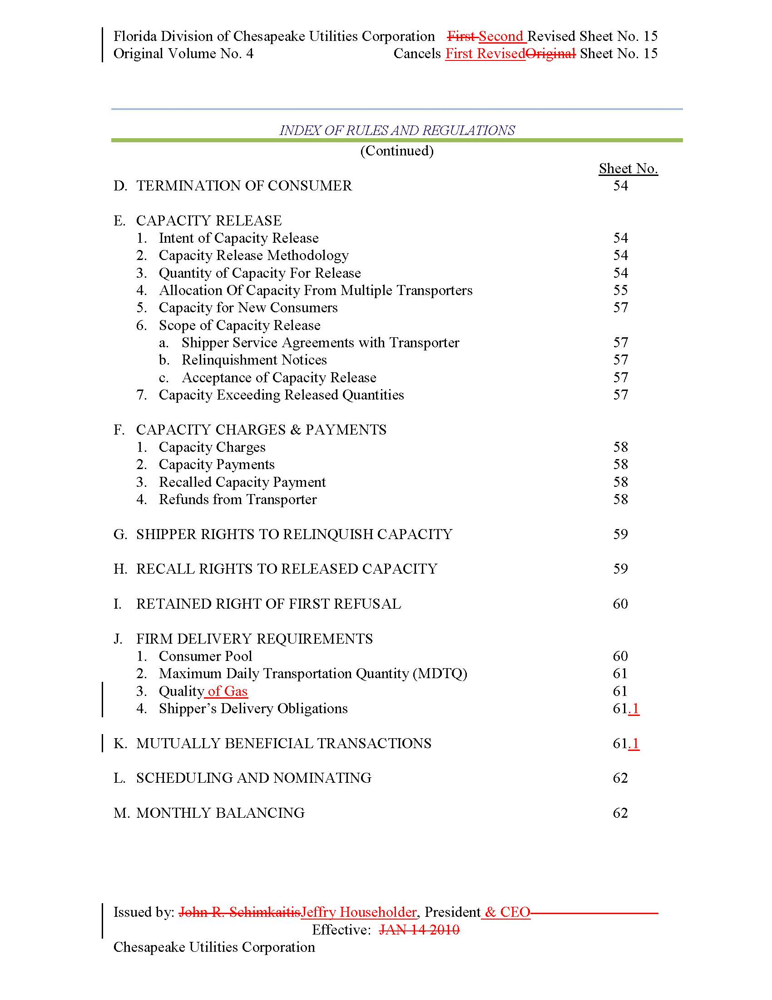 Florida Division of Chesapeake Utilities Corporation First Second Revised Sheet No. 15
Original Volume No. 4 Cancels First RevisedOriginal Sheet No. 15
INDEX OF RULES AND REGULATIONS
(Continued)
Sheet No.
D. TERMINATION OF CONSUMER 54
E. CAPACITY RELEASE
1. Intent of Capacity Release 54
2. Capacity Release Methodology 54
3. Quantity of Capacity For Release 54
4. Allocation Of Capacity From Multiple Transporters 55
5. Capacity for New Consumers 57
6. Scope of Capacity Release
a. Shipper Service Agreements with Transporter 57
b. Relinquishment Notices 57
c. Acceptance of Capacity Release 57
7. Capacity Exceeding Released Quantities 57
F. CAPACITY CHARGES & PAYMENTS
1. Capacity Charges 58
2. Capacity Payments 58
3. Recalled Capacity Payment 58
4. Refunds from Transporter 58
G. SHIPPER RIGHTS TO RELINQUISH CAPACITY 59
H. RECALL RIGHTS TO RELEASED CAPACITY 59
I. RETAINED RIGHT OF FIRST REFUSAL 60
J. FIRM DELIVERY REQUIREMENTS
1. Consumer Pool 60
2. Maximum Daily Transportation Quantity (MDTQ) 61
3. Quality of Gas 61
4. Shipper’s Delivery Obligations 61.1
K. MUTUALLY BENEFICIAL TRANSACTIONS 61.1
L. SCHEDULING AND NOMINATING 62
M. MONTHLY BALANCING 62
Issued by: John R. SchimkaitisJeffry Householder, President & CEO
Effective: JAN 14 2010
Chesapeake Utilities Corporation